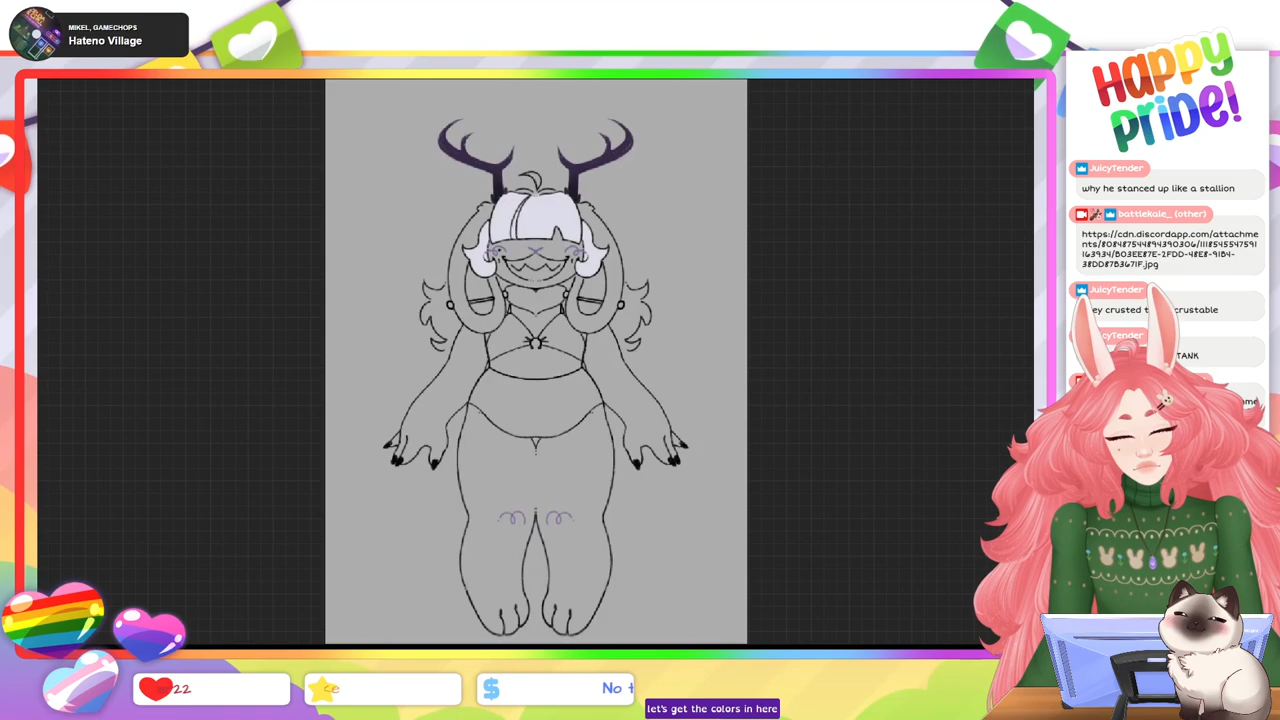 MIKEL, GAMECHOPS
Hateno Village
Happy
pride!
JuicyTender
why he stanced up like a stallion
battlekale_ (other)
https://cdn.discordapp.com/attachme
nts/808487544894390306/1118545547591
163934/B03EE87E-2FDD-48E8-91B4-
38DD87B3671F.jpg
JuicyTender
crusted
crustable
TANK
22
No
let's get the colors in here